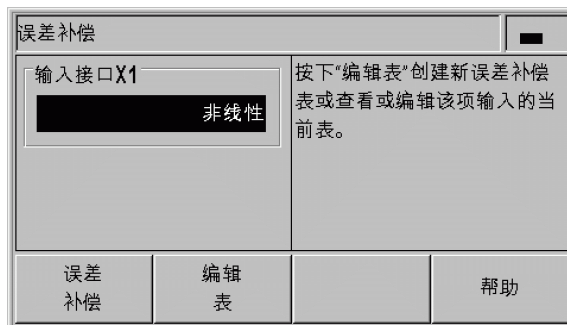 误差补偿
输入接口X1
非线性
按下“编辑表”创建新误差补偿
表或查看或编辑该项输入的当
前表。
误差
补偿
编辑
表
帮助